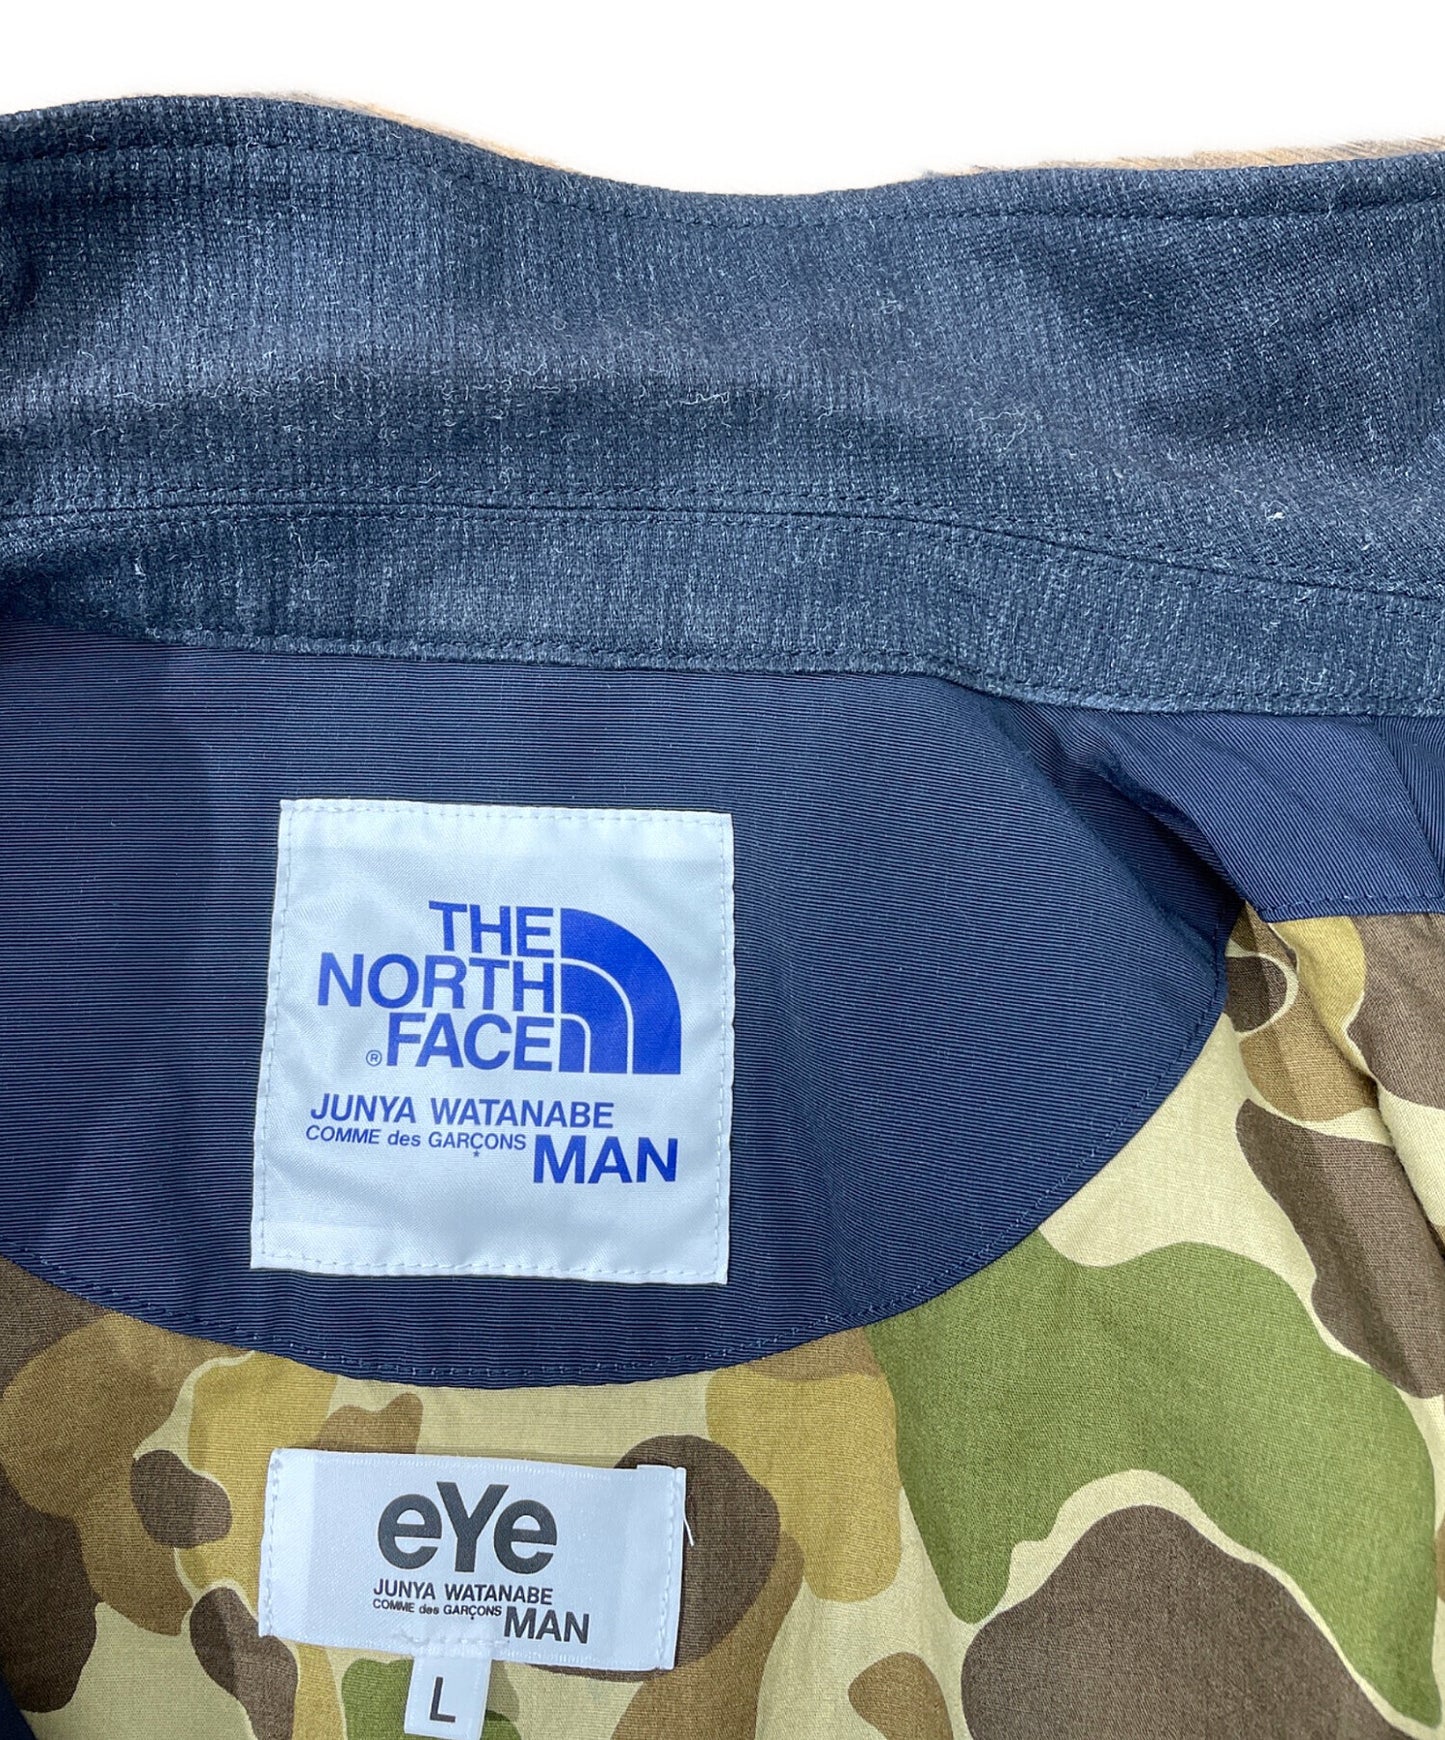 THE
NORTH
® FACE
JUNYA WATANABE
COMME des GARÇONS MAN
eYe
JUNYA WATANABE
COMME des GARÇONS MAN
L